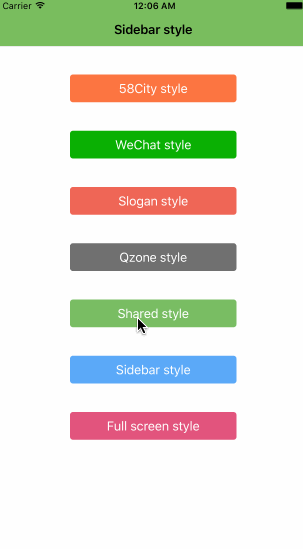 Carrier 12:06 AM
Sidebar style
58City style
WeChat style
Slogan style
Qzone style
Shared style
Sidebar style
Full screen style